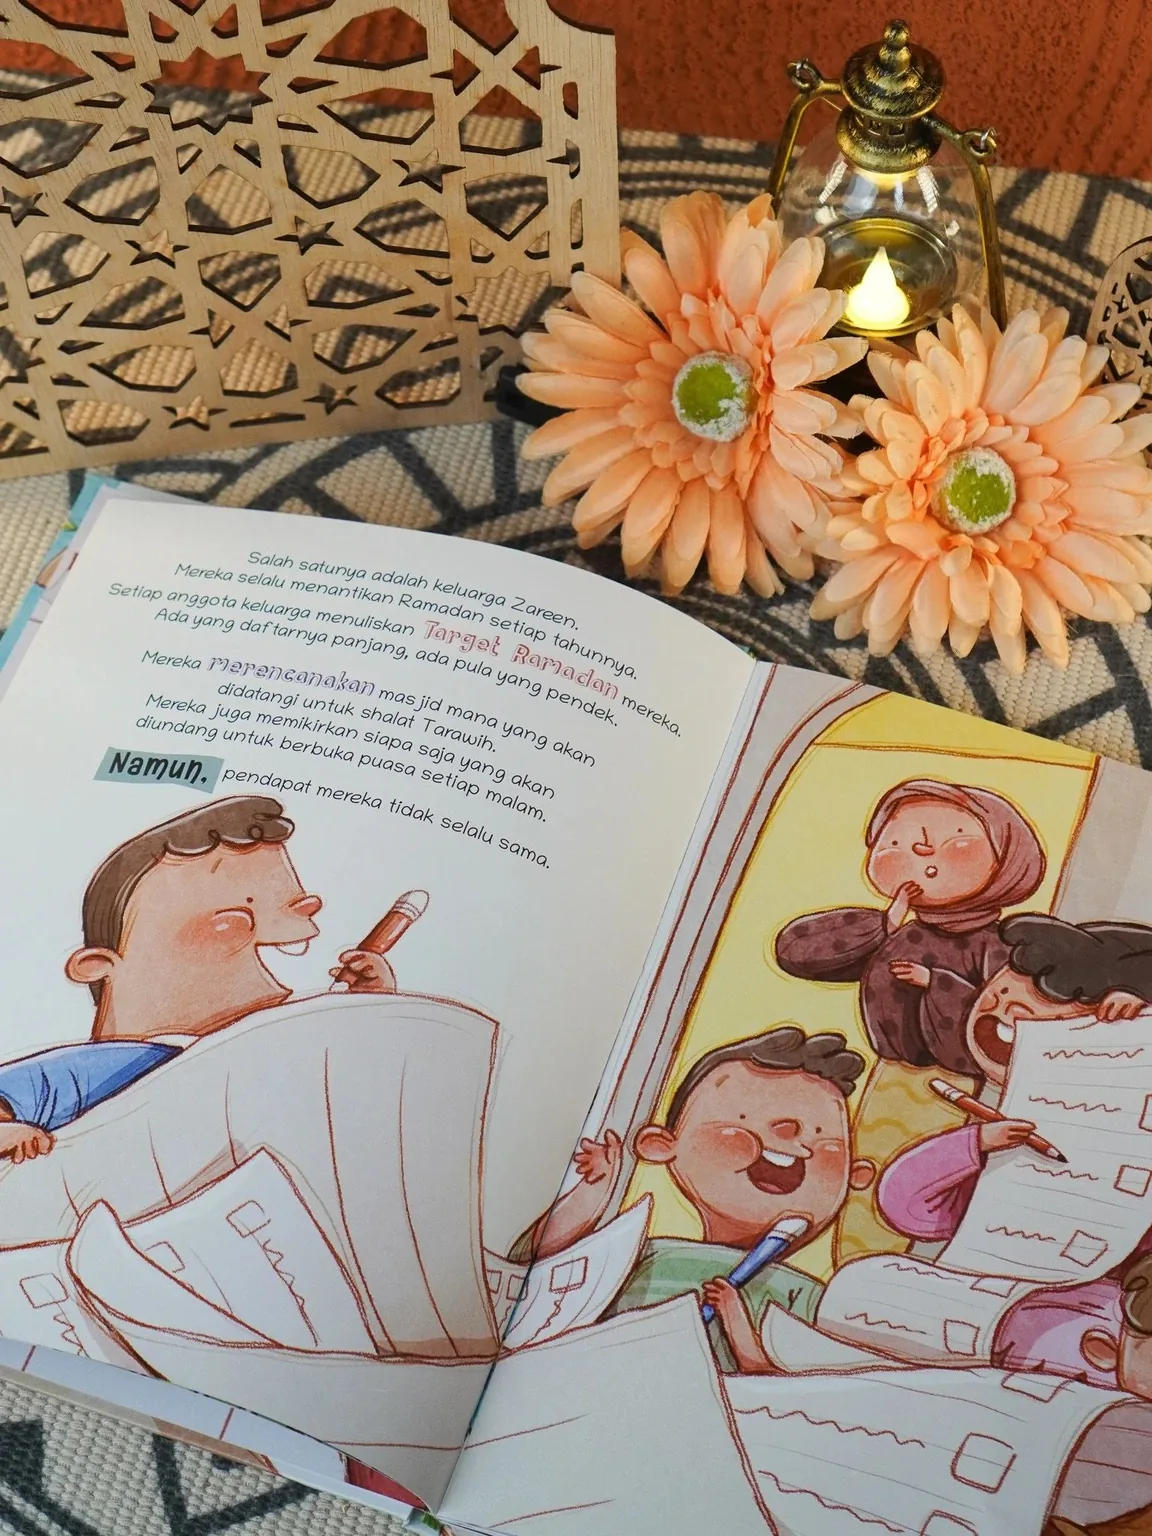 Salah satunya adalah keluarga Zareen.
Mereka selalu menantikan Ramadan setiap tahunnya.
Setiap anggota keluarga menuliskan Target Ramadan mereka.
Ada yang daftarnya panjang, ada pula yang pendek.
Mereka merencanakan masjid mana yang akan
didatangi untuk shalat Tarawih.
Mereka juga memikirkan siapa saja yang akan
diundang untuk berbuka puasa setiap malam.
Namun, pendapat mereka tidak selalu sama.